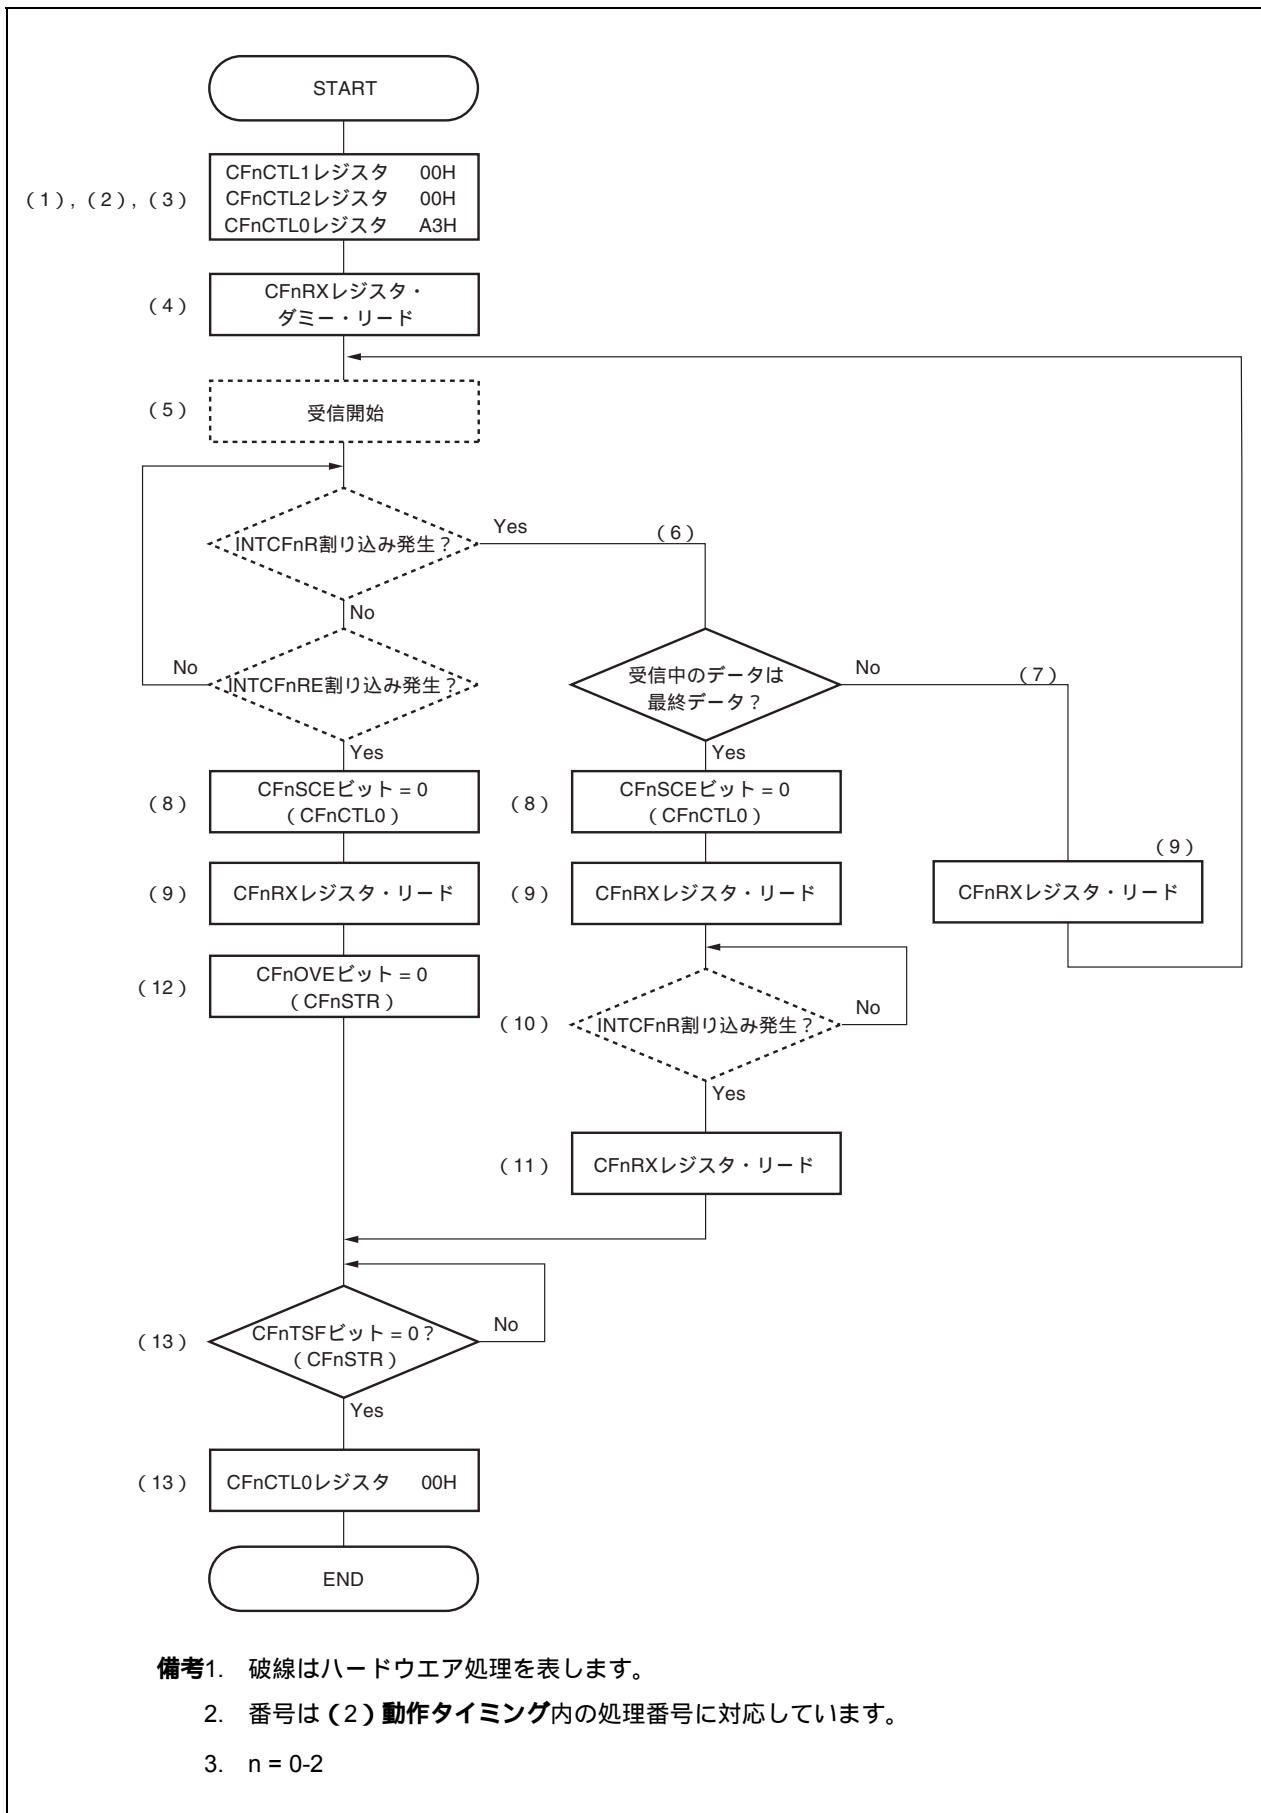 START
(1),(2),(3)
CFnCTL1レジスタ 00H
CFnCTL2レジスタ 00H
CFnCTL0レジスタ A3H
(4)
CFnRXレジスタ・
ダミー・リード
(5)
受信開始
INTCFnR割り込み発生?
Yes
(6)
No
INTCFnRE割り込み発生?
No
Yes
受信中のデータは
最終データ?
No
(7)
Yes
(8)
CFnSCEビット = 0
(CFnCTL0)
(8)
CFnSCEビット = 0
(CFnCTL0)
(9)
CFnRXレジスタ・リード
(9)
CFnRXレジスタ・リード
(9)
CFnRXレジスタ・リード
(12)
CFnOVEビット = 0
(CFnSTR)
(10)
INTCFnR割り込み発生?
No
Yes
(11)
CFnRXレジスタ・リード
(13)
CFnTSFビット = 0?
(CFnSTR)
No
Yes
(13)
CFnCTL0レジスタ 00H
END
備考1. 破線はハードウエア処理を表します。
2. 番号は(2)動作タイミング内の処理番号に対応しています。
3. n = 0-2